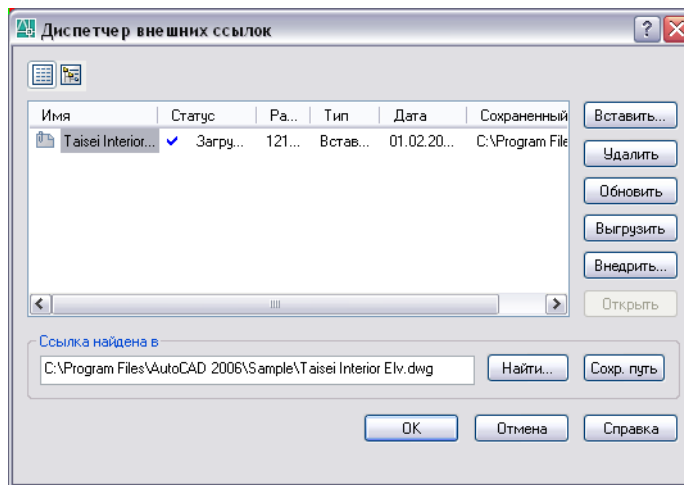 Диспетчер внешних ссылок
Имя Статус Ра... Тип Дата Сохраненный
Taisei Interior... Загру... 121... Встав... 01.02.20... C:\Program File
Вставить...
Удалить
Обновить
Выгрузить
Внедрить...
Открыть
Ссылка найдена в
C:\Program Files\AutoCAD 2006\Sample\Taisei Interior Elv.dwg Найти... Сохр. путь
OK Отмена Справка